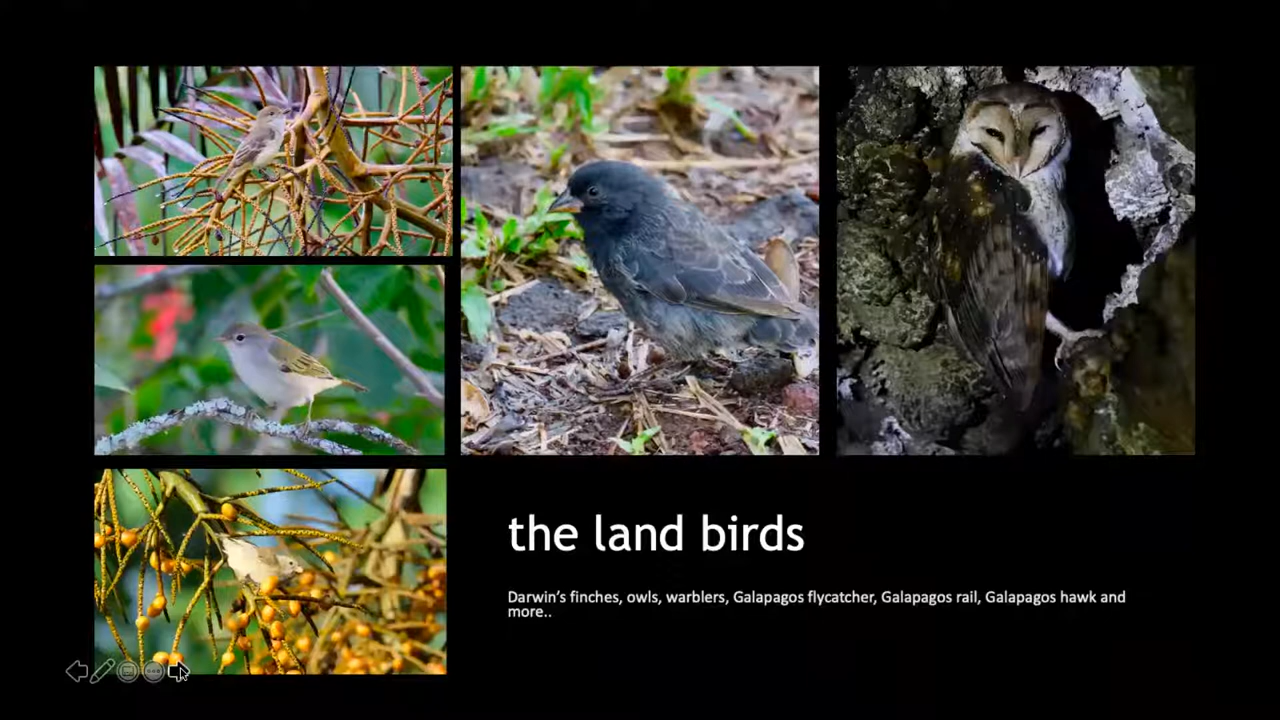 the land birds
Darwin’s finches, owls, warblers, Galapagos flycatcher, Galapagos rail, Galapagos hawk and
more..